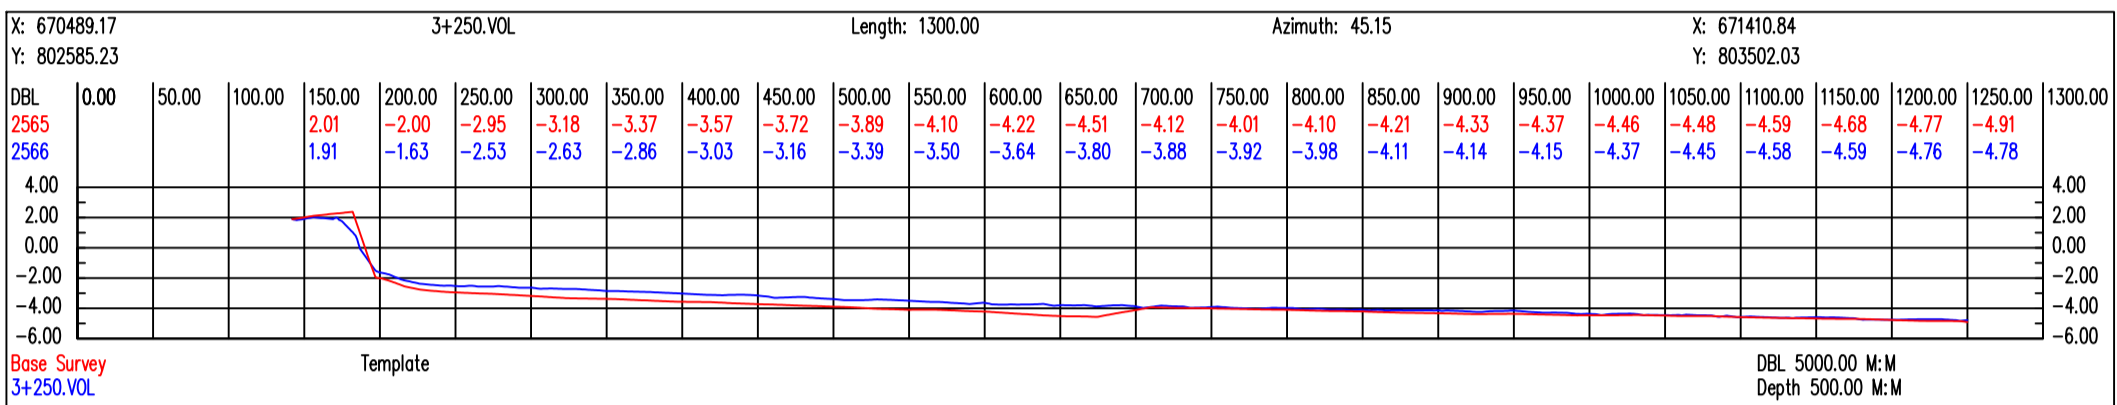 X: 670489.17 3+250.VOL Length: 1300.00 Azimuth: 45.15 X: 671410.84
Y: 802585.23 Y: 803502.03
DBL 0.00 50.00 100.00 150.00 200.00 250.00 300.00 350.00 400.00 450.00 500.00 550.00 600.00 650.00 700.00 750.00 800.00 850.00 900.00 950.00 1000.00 1050.00 1100.00 1150.00 1200.00 1250.00 1300.00
2565 2.01 -2.00 -2.95 -3.18 -3.37 -3.57 -3.72 -3.89 -4.10 -4.22 -4.51 -4.12 -4.01 -4.10 -4.21 -4.33 -4.37 -4.46 -4.48 -4.59 -4.68 -4.77 -4.91
2566 1.91 -1.63 -2.53 -2.63 -2.86 -3.03 -3.16 -3.39 -3.50 -3.64 -3.80 -3.88 -3.92 -3.98 -4.11 -4.14 -4.15 -4.37 -4.45 -4.58 -4.59 -4.76 -4.78
4.00 4.00
2.00 2.00
0.00 0.00
-2.00 -2.00
-4.00 -4.00
-6.00 -6.00
Base Survey Template DBL 5000.00 M:M
3+250.VOL Depth 500.00 M:M